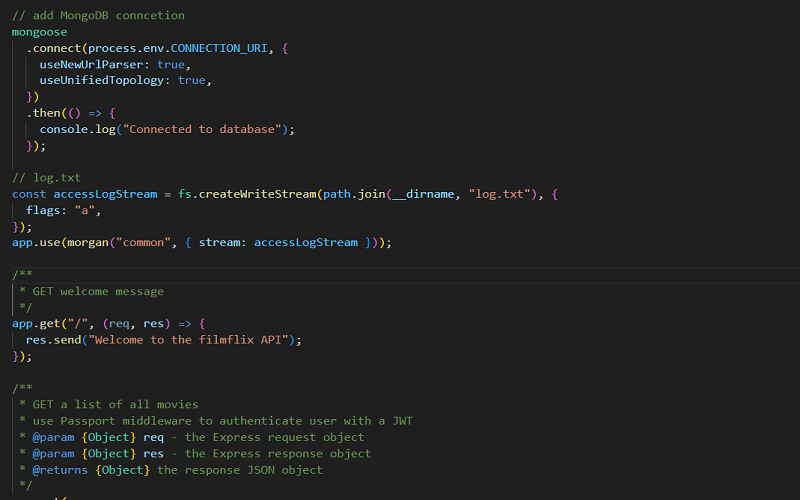 // add MongoDB conncetion
mongoose
.connect(process.env.CONNECTION_URI, {
useNewUrlParser: true,
useUnifiedTopology: true,
})
.then(() => {
console.log("Connected to database");
});
// log.txt
const accessLogStream = fs.createWriteStream(path.join(__dirname, "log.txt"), {
flags: "a",
});
app.use(morgan("common", { stream: accessLogStream }));
/**
* GET welcome message
*/
app.get("/", (req, res) => {
res.send("Welcome to the filmflix API");
});
/**
* GET a list of all movies
* use Passport middleware to authenticate user with a JWT
* @param {Object} req - the Express request object
* @param {Object} res - the Express response object
* @returns {Object} the response JSON object
*/